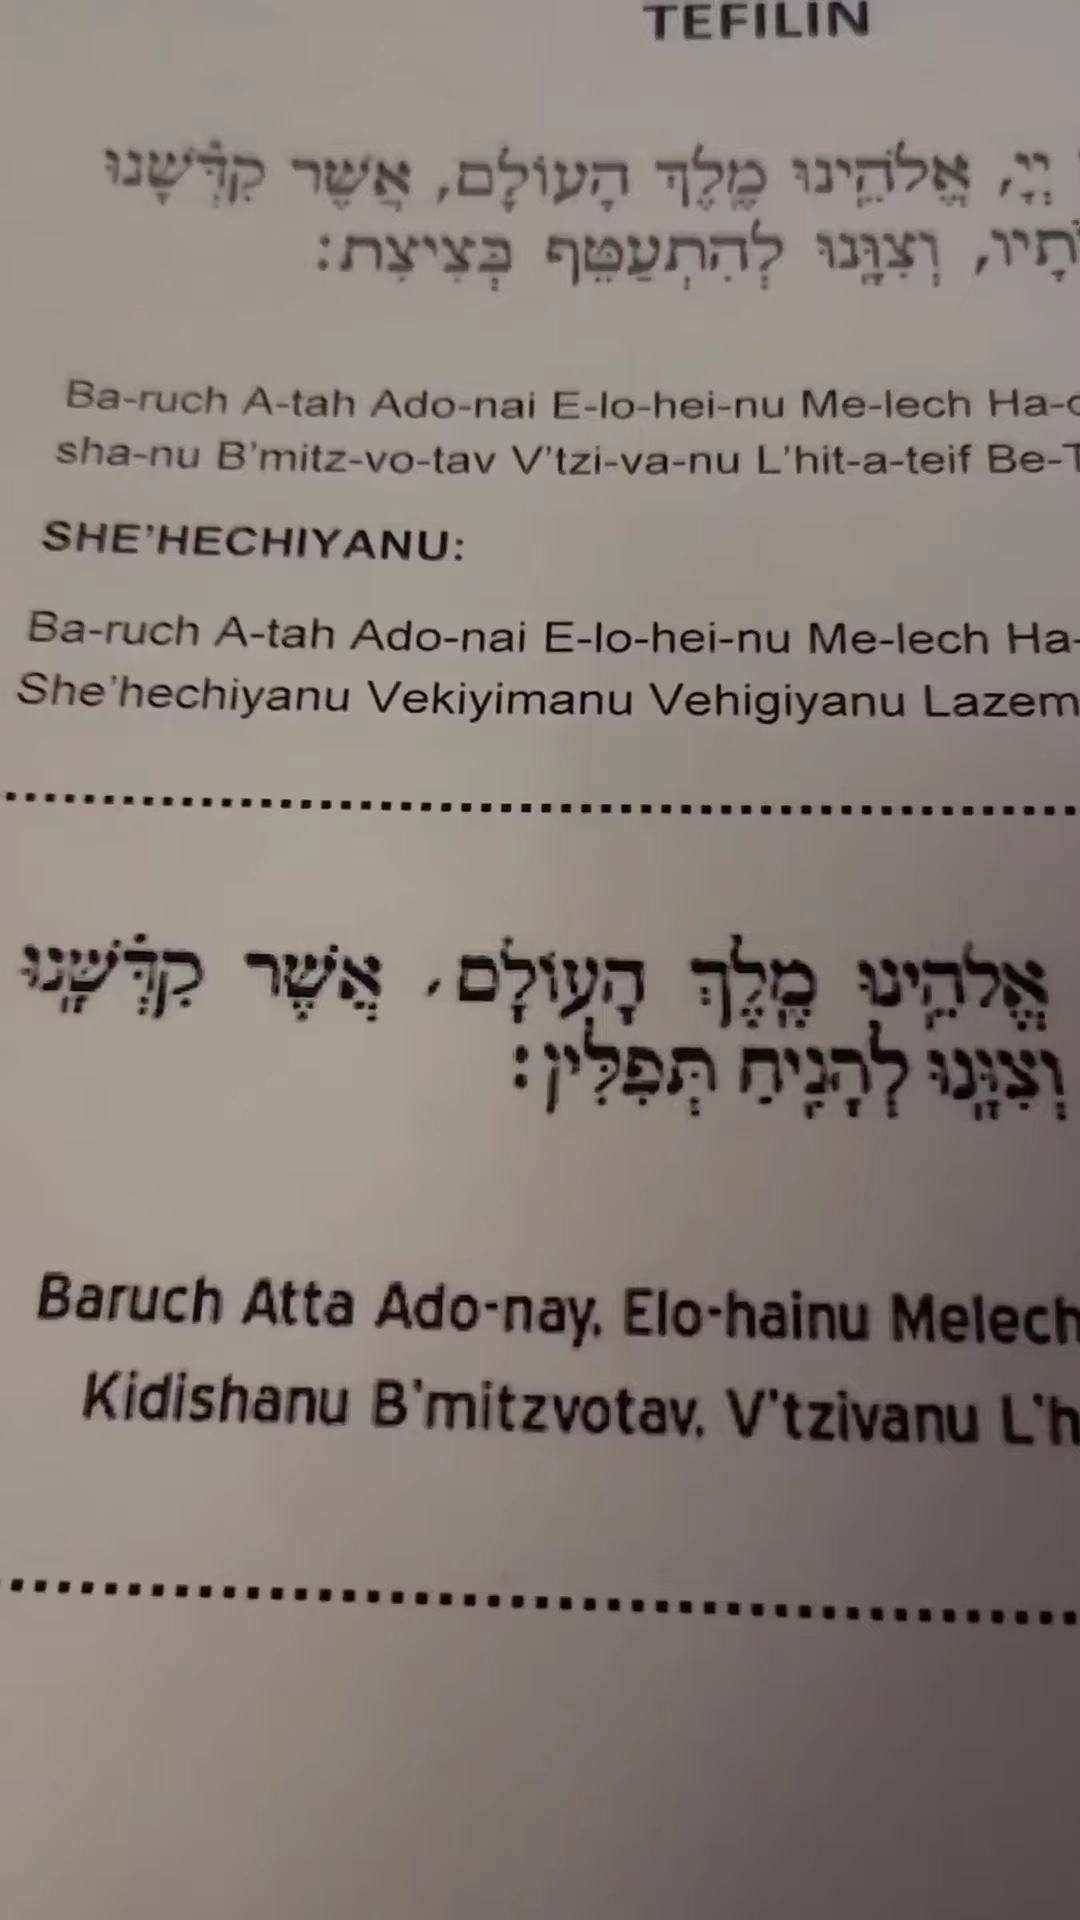 TEFILIN
יְיָ, אֱלֹהֵינוּ מֶלֶךְ הָעוֹלָם, אֲשֶׁר קִדְּשָׁנוּ
וְצִוָּנוּ לְהִתְעַטֵּף בְּצִיצִת:
Ba-ruch A-tah Ado-nai E-lo-hei-nu Me-lech
sha-nu B'mitz-vo-tav V'tzi-va-nu L'hit-a-teif
SHE'HECHIYANU:
Ba-ruch A-tah Ado-nai E-lo-hei-nu Me-lech Ha-
She'hechiyanu Vekiyimanu Vehigiyanu Lazem
אֱלֹהֵינוּ מֶלֶךְ הָעוֹלָם, אֲשֶׁר קִדְּשָׁנוּ
וְצִוָּנוּ לְהָנִיחַ תְּפִלִּין:
Baruch Atta Ado-nay, Elo-hainu Melech
Kidishanu B'mitzvotav, V'tzivanu L'h